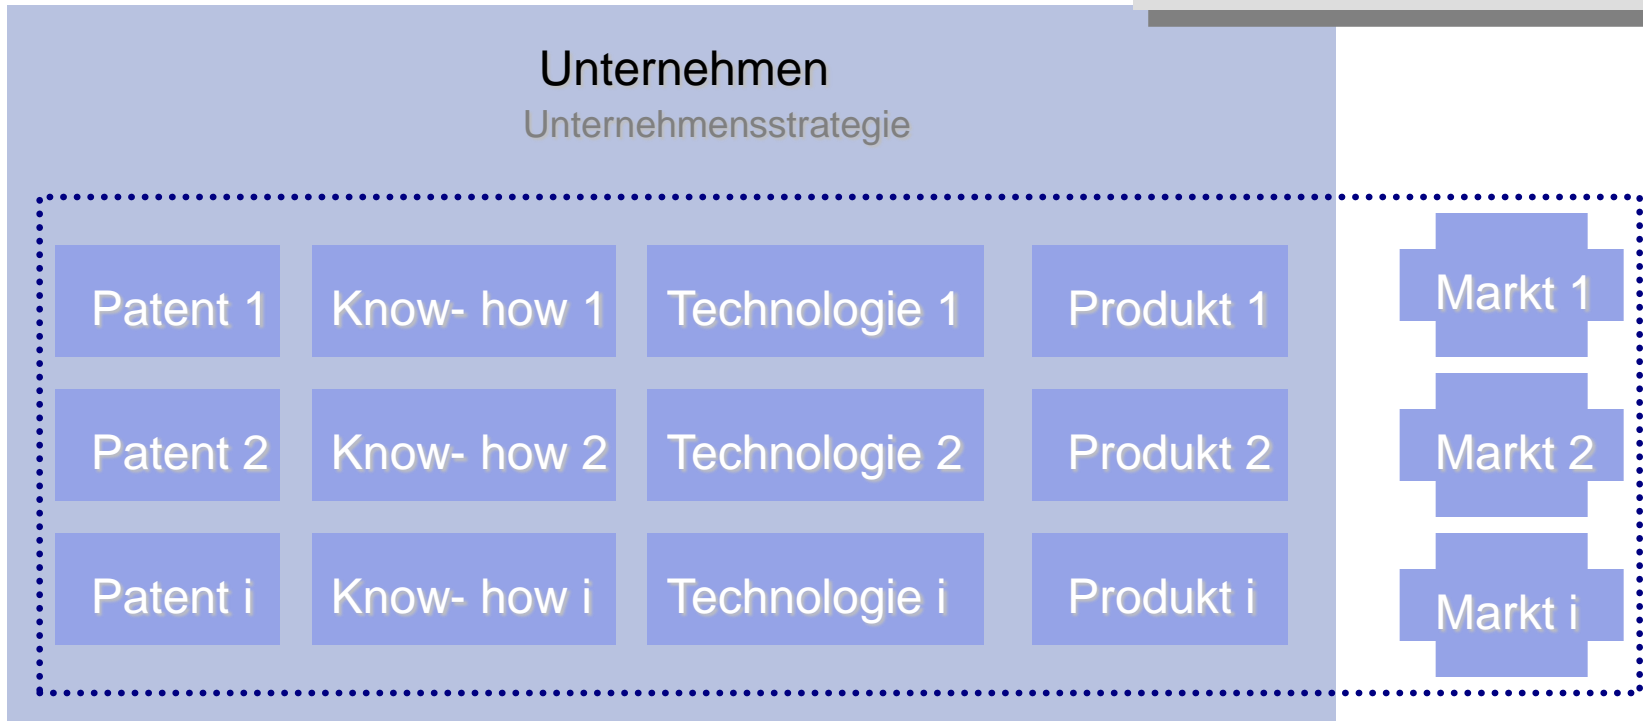 Unternehmen
Unternehmensstrategie
Patent 1
Know- how 1
Technologie 1
Produkt 1
Markt 1
Patent 2
Know- how 2
Technologie 2
Produkt 2
Markt 2
Patent i
Know- how i
Technologie i
Produkt i
Markt i